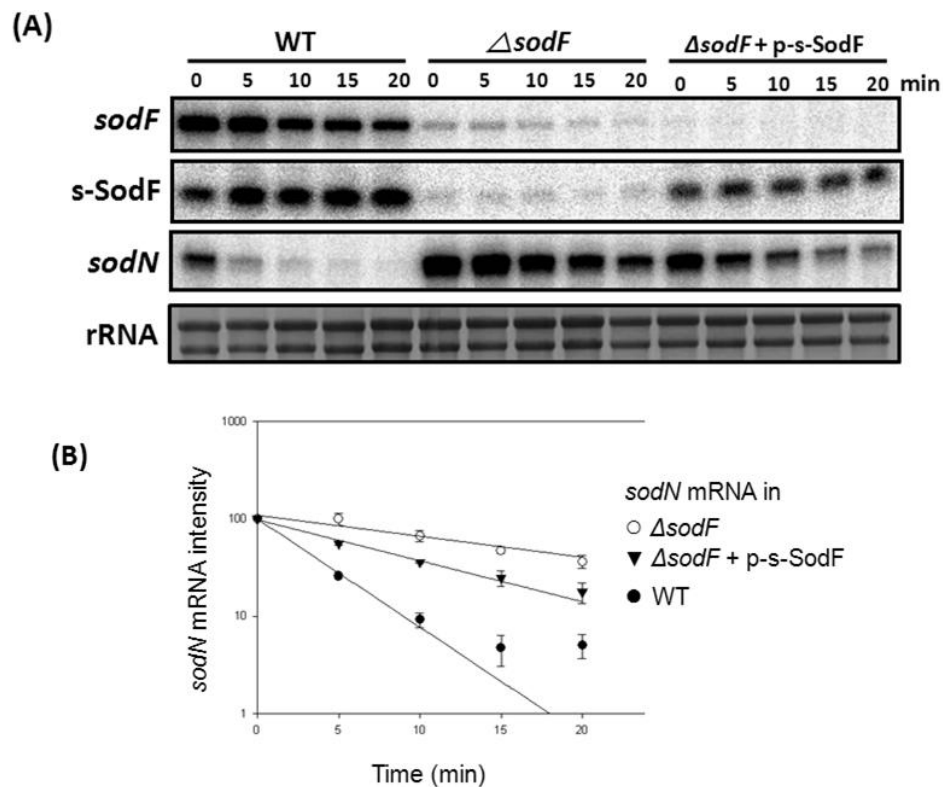 (A)
WT △sodF ΔsodF + p-s-SodF
0 5 10 15 20 0 5 10 15 20 0 5 10 15 20 min
sodF
s-SodF
sodN
rRNA
(B)
sodN mRNA intensity
1000
100
10
1
0 5 10 15 20
Time (min)
sodN mRNA in
○ ΔsodF
▼ ΔsodF + p-s-SodF
● WT